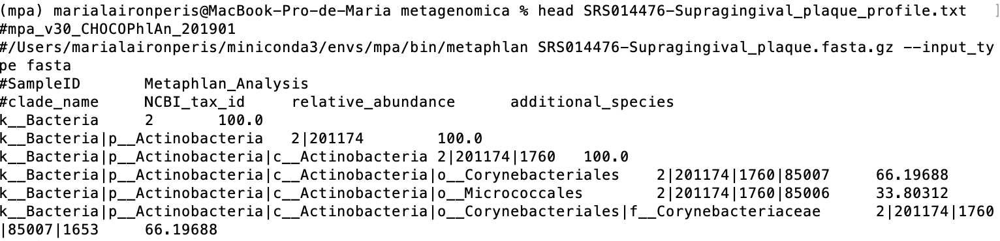 (mpa) marialaironperis@MacBook-Pro-de-Maria metagenomica % head SRS014476-Supragingival_plaque_profile.txt ]
#mpa_v30_CHOCOPhlAn_201901
#/Users/marialaironperis/miniconda3/envs/mpa/bin/metaphlan SRS014476-Supragingival_plaque.fasta.gz --input_ty
pe fasta
#SampleID Metaphlan_Analysis
#clade_name NCBI_tax_id relative_abundance additional_species
k__Bacteria 2 100.0
k__Bacteria|p__Actinobacteria 2|201174 100.0
k__Bacteria|p__Actinobacteria|c__Actinobacteria 2|201174|1760 100.0
k__Bacteria|p__Actinobacteria|c__Actinobacteria|o__Corynebacteriales 2|201174|1760|85007 66.19688
k__Bacteria|p__Actinobacteria|c__Actinobacteria|o__Micrococcales 2|201174|1760|85006 33.80312
k__Bacteria|p__Actinobacteria|c__Actinobacteria|o__Corynebacteriales|f__Corynebacteriaceae 2|201174|1760
|85007|1653 66.19688